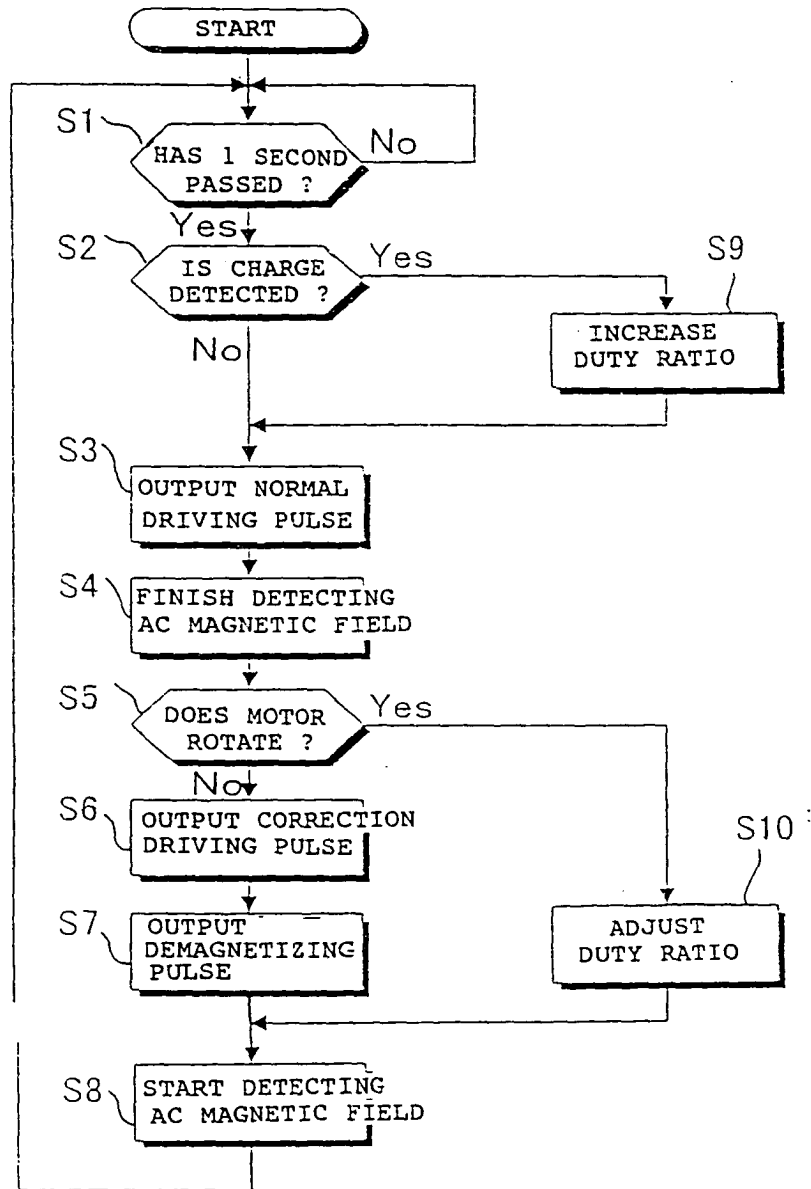 START
S1
HAS 1 SECOND
PASSED ?
No
Yes
S2
IS CHARGE
DETECTED ?
Yes
No
S9
INCREASE
DUTY RATIO
S3
OUTPUT NORMAL
DRIVING PULSE
S4
FINISH DETECTING
AC MAGNETIC FIELD
S5
DOES MOTOR
ROTATE ?
Yes
No
S6
OUTPUT CORRECTION
DRIVING PULSE
S10
ADJUST
DUTY RATIO
S7
OUTPUT
DEMAGNETIZING
PULSE
S8
START DETECTING
AC MAGNETIC FIELD